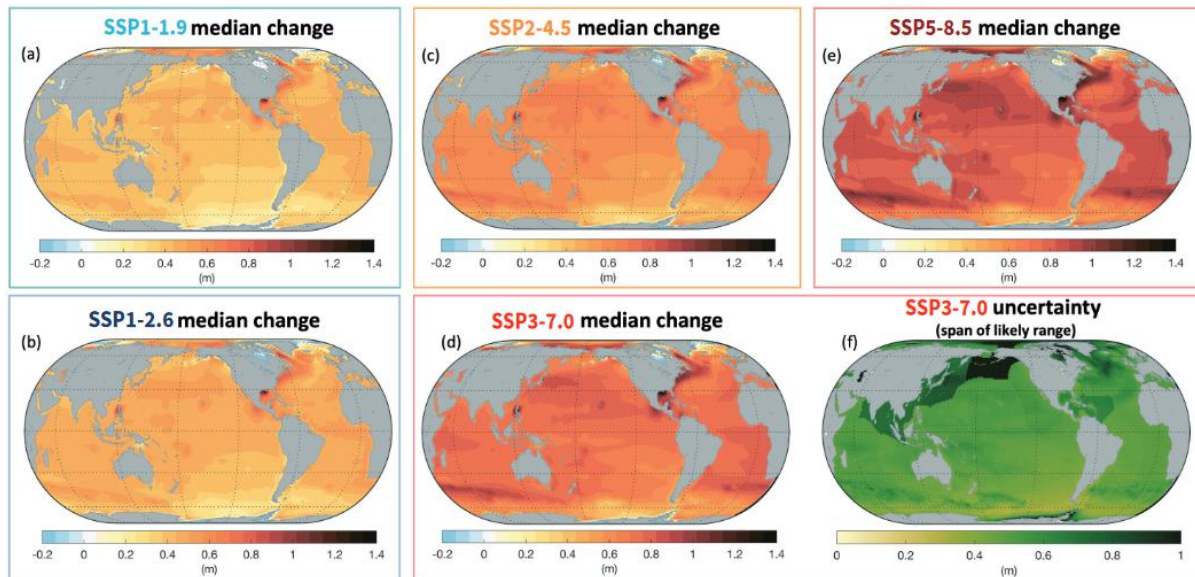 SSP1-1.9 median change
(a)
-0.2 0 0.2 0.4 0.6 0.8 1 1.2 1.4
(m)
SSP2-4.5 median change
(c)
-0.2 0 0.2 0.4 0.6 0.8 1 1.2 1.4
(m)
SSP5-8.5 median change
(e)
-0.2 0 0.2 0.4 0.6 0.8 1 1.2 1.4
(m)
SSP1-2.6 median change
(b)
-0.2 0 0.2 0.4 0.6 0.8 1 1.2 1.4
(m)
SSP3-7.0 median change
(d)
-0.2 0 0.2 0.4 0.6 0.8 1 1.2 1.4
(m)
SSP3-7.0 uncertainty
(span of likely range)
(f)
0 0.2 0.4 0.6 0.8 1
(m)